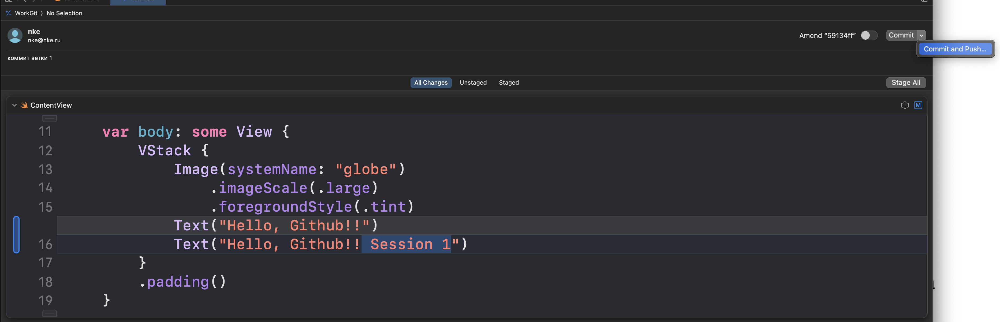 WorkGit 〉 No Selection
nke
nke@nke.ru
Amend “59134ff”
Commit
Commit and Push...
коммит ветки 1
All Changes Unstaged Staged
Stage All
ContentView
M
11 var body: some View {
12 VStack {
13 Image(systemName: "globe")
14 .imageScale(.large)
15 .foregroundStyle(.tint)
Text("Hello, Github!!")
16 Text("Hello, Github!! Session 1")
17 }
18 .padding()
19 }